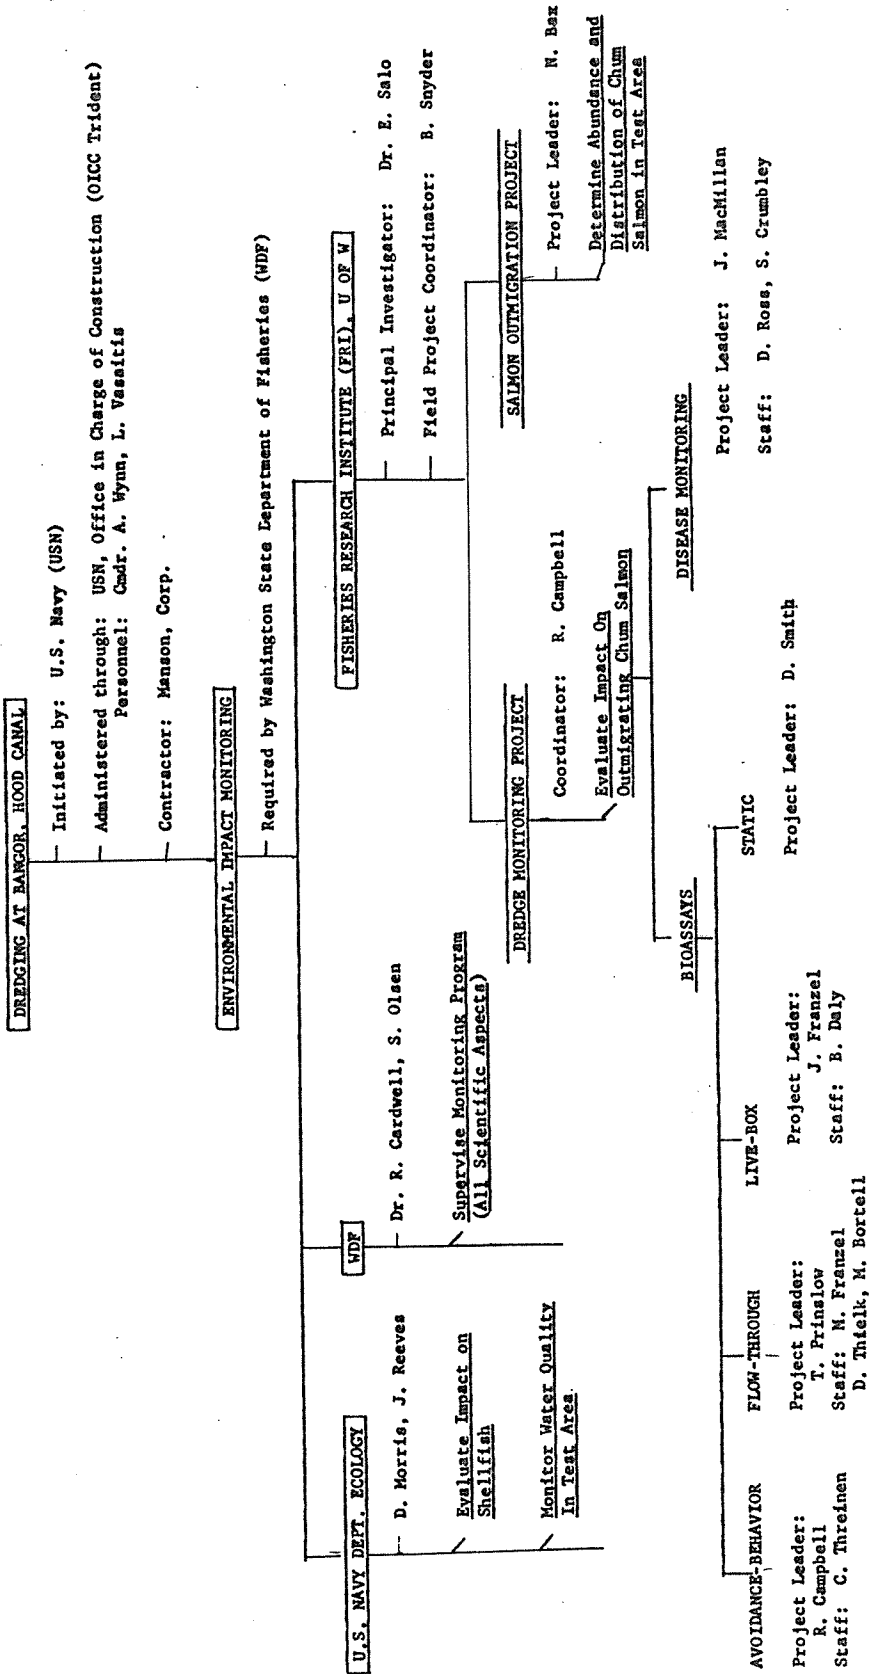 DREDGING AT BANGOR, HOOD CANAL
Initiated by: U.S. Navy (USN)
Administered through: USN, Office in Charge of Construction (OICC Trident)
Personnel: Cmdr. A. Wynn, L. Vasaitis
Contractor: Manson, Corp.
ENVIRONMENTAL IMPACT MONITORING
Required by Washington State Department of Fisheries (WDF)
U.S. NAVY DEPT. ECOLOGY
D. Morris, J. Reeves
Evaluate Impact on
Shellfish
Monitor Water Quality
In Test Area
WDF
Dr. R. Cardwell, S. Olsen
Supervise Monitoring Program
(All Scientific Aspects)
FISHERIES RESEARCH INSTITUTE (FRI), U OF W
Principal Investigator: Dr. E. Salo
Field Project Coordinator: B. Snyder
DREDGE MONITORING PROJECT
Coordinator: R. Campbell
Evaluate Impact On
Outmigrating Chum Salmon
SALMON OUTMIGRATION PROJECT
Project Leader: N. Bax
Determine Abundance and
Distribution of Chum
Salmon in Test Area
BIOASSAYS
DISEASE MONITORING
Project Leader: J. MacMillan
Staff: D. Ross, S. Crumbley
AVOIDANCE-BEHAVIOR
Project Leader:
R. Campbell
Staff: C. Threinen
FLOW-THROUGH
Project Leader:
T. Prinslow
Staff: M. Franzel
D. Thielk, M. Bortell
LIVE-BOX
Project Leader:
J. Franzel
Staff: B. Daly
STATIC
Project Leader: D. Smith